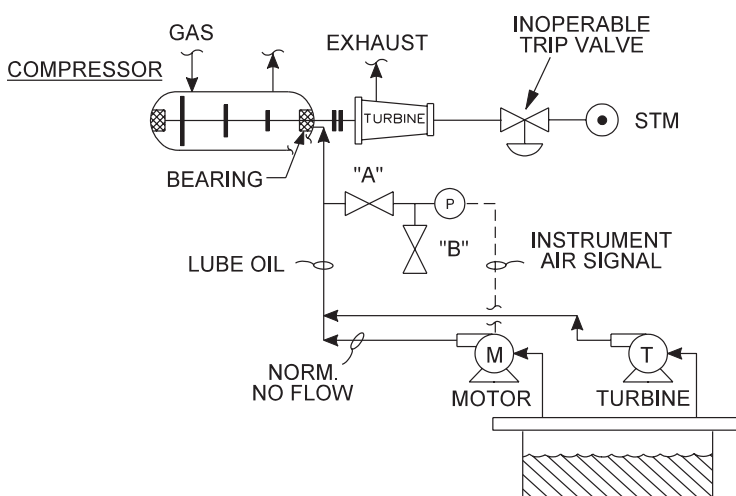 GAS
EXHAUST
INOPERABLE
TRIP VALVE
COMPRESSOR
TURBINE
STM
BEARING
"A"
P
"B"
LUBE OIL
INSTRUMENT
AIR SIGNAL
M
T
NORM.
NO FLOW
MOTOR
TURBINE